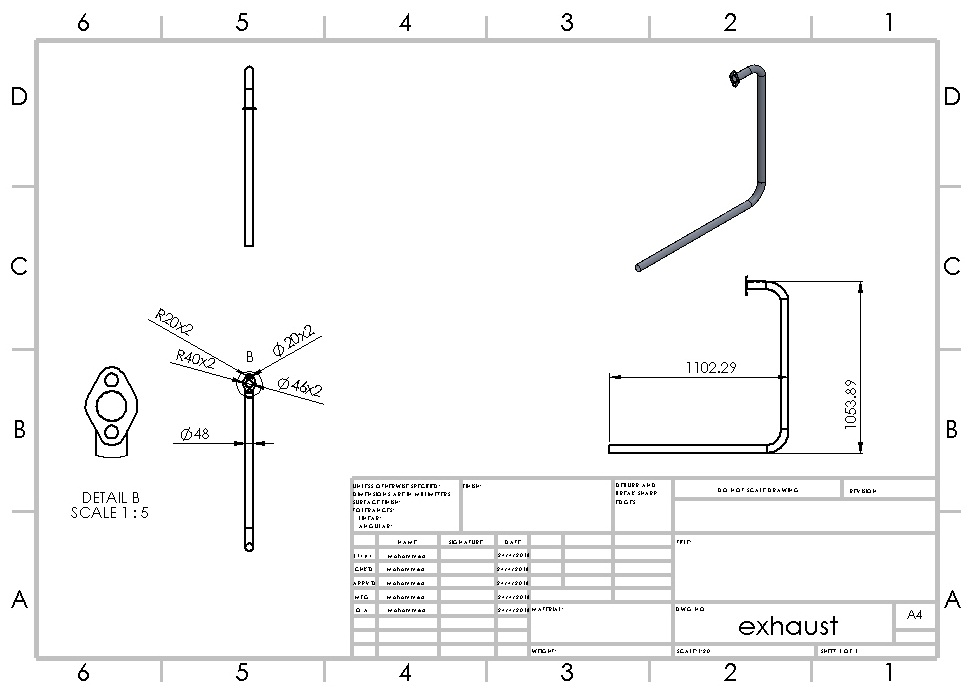 6 5 4 3 2 1
D D
C C
R20x2
B
Ø20x2
R40x2
Ø46x2
1102.29
1053.89
B B
Ø48
DETAIL B
SCALE 1 : 5
UNLESS OTHERWISE SPECIFIED:
DIMENSIONS ARE IN MILLIMETERS
SURFACE FINISH:
TOLERANCES:
LINEAR:
ANGULAR:
FINISH:
DEBURR AND
BREAK SHARP
EDGES
DO NOT SCALE DRAWING
REVISION
NAME SIGNATURE DATE
TITLE:
Mohammed
CHK'D Mohammed
APPV'D Mohammed
MFG Mohammed
Q.A Mohammed
MATERIAL:
DWG NO.
exhaust
A4
WEIGHT:
SCALE:1:20
SHEET 1 OF 1
A A
6 5 4 3 2 1